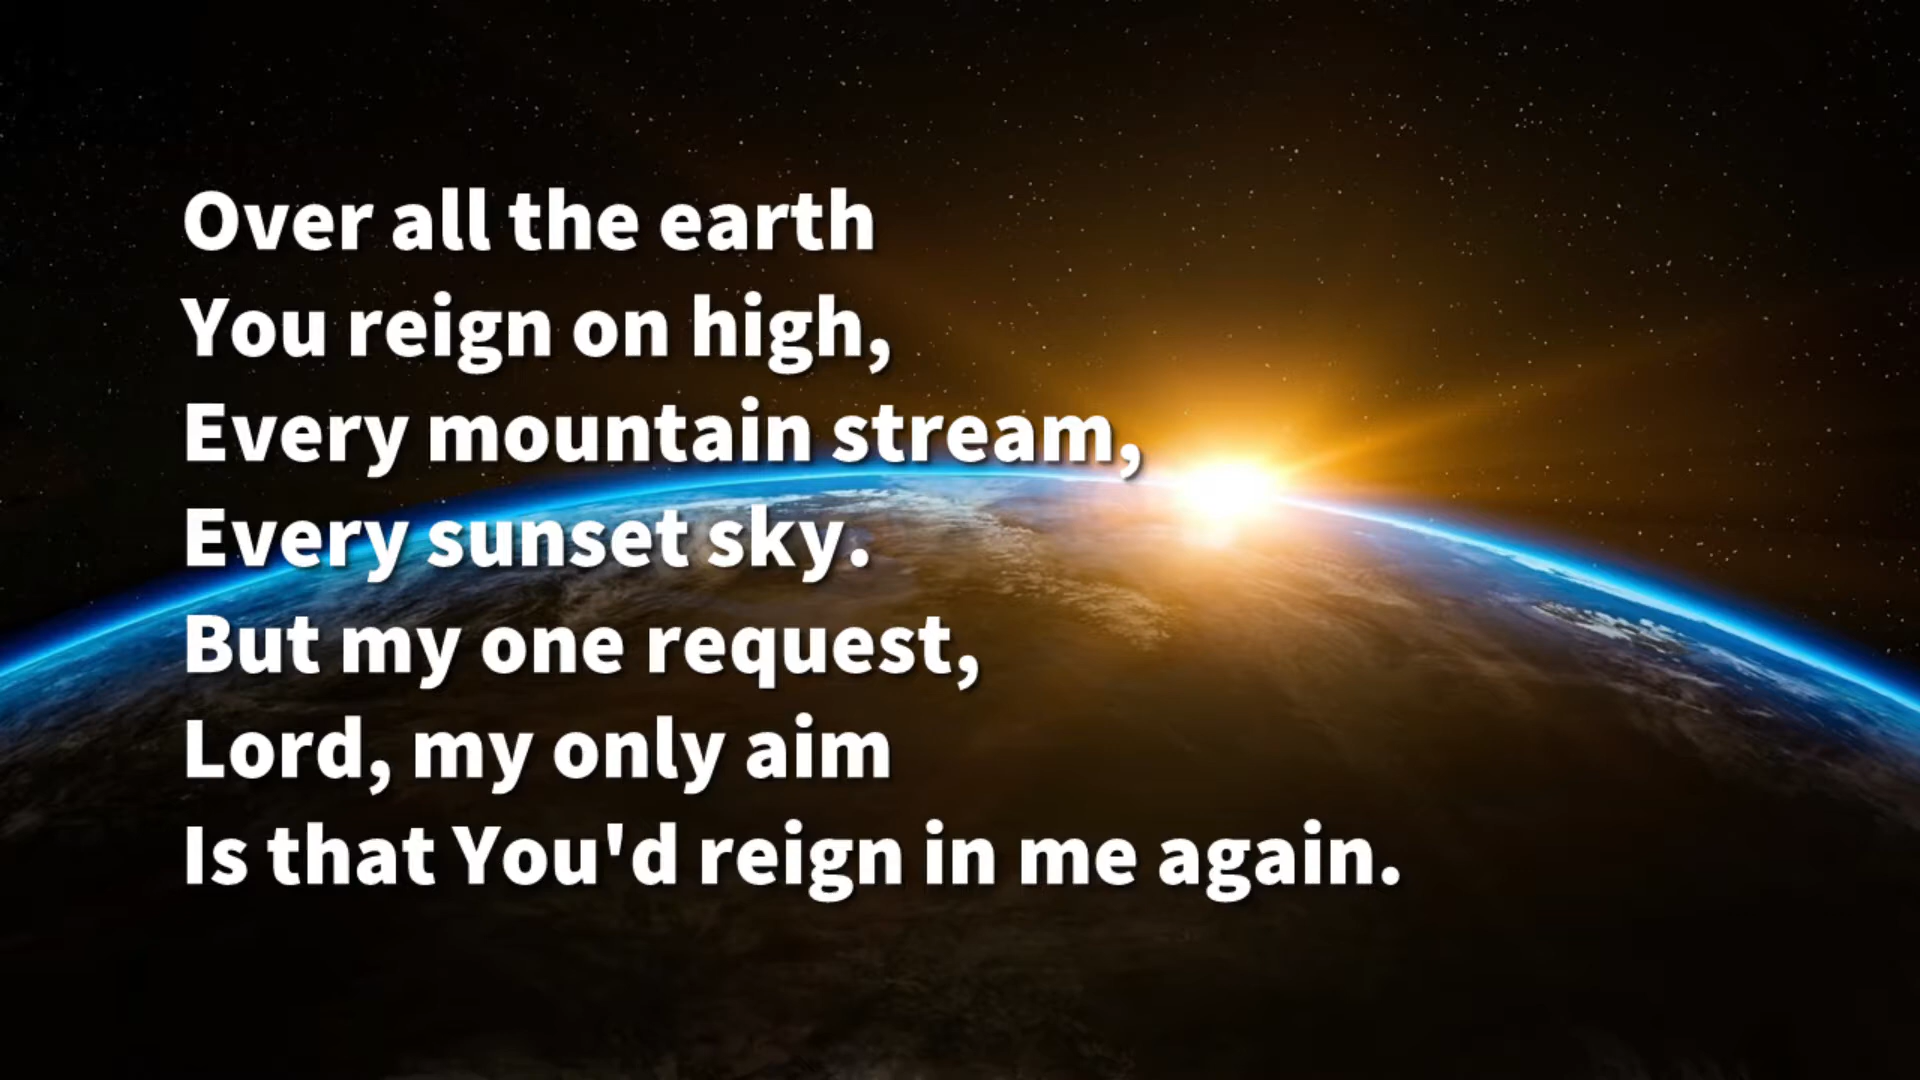 Over all the earth
You reign on high,
Every mountain stream,
Every sunset sky.
But my one request,
Lord, my only aim
Is that You'd reign in me again.